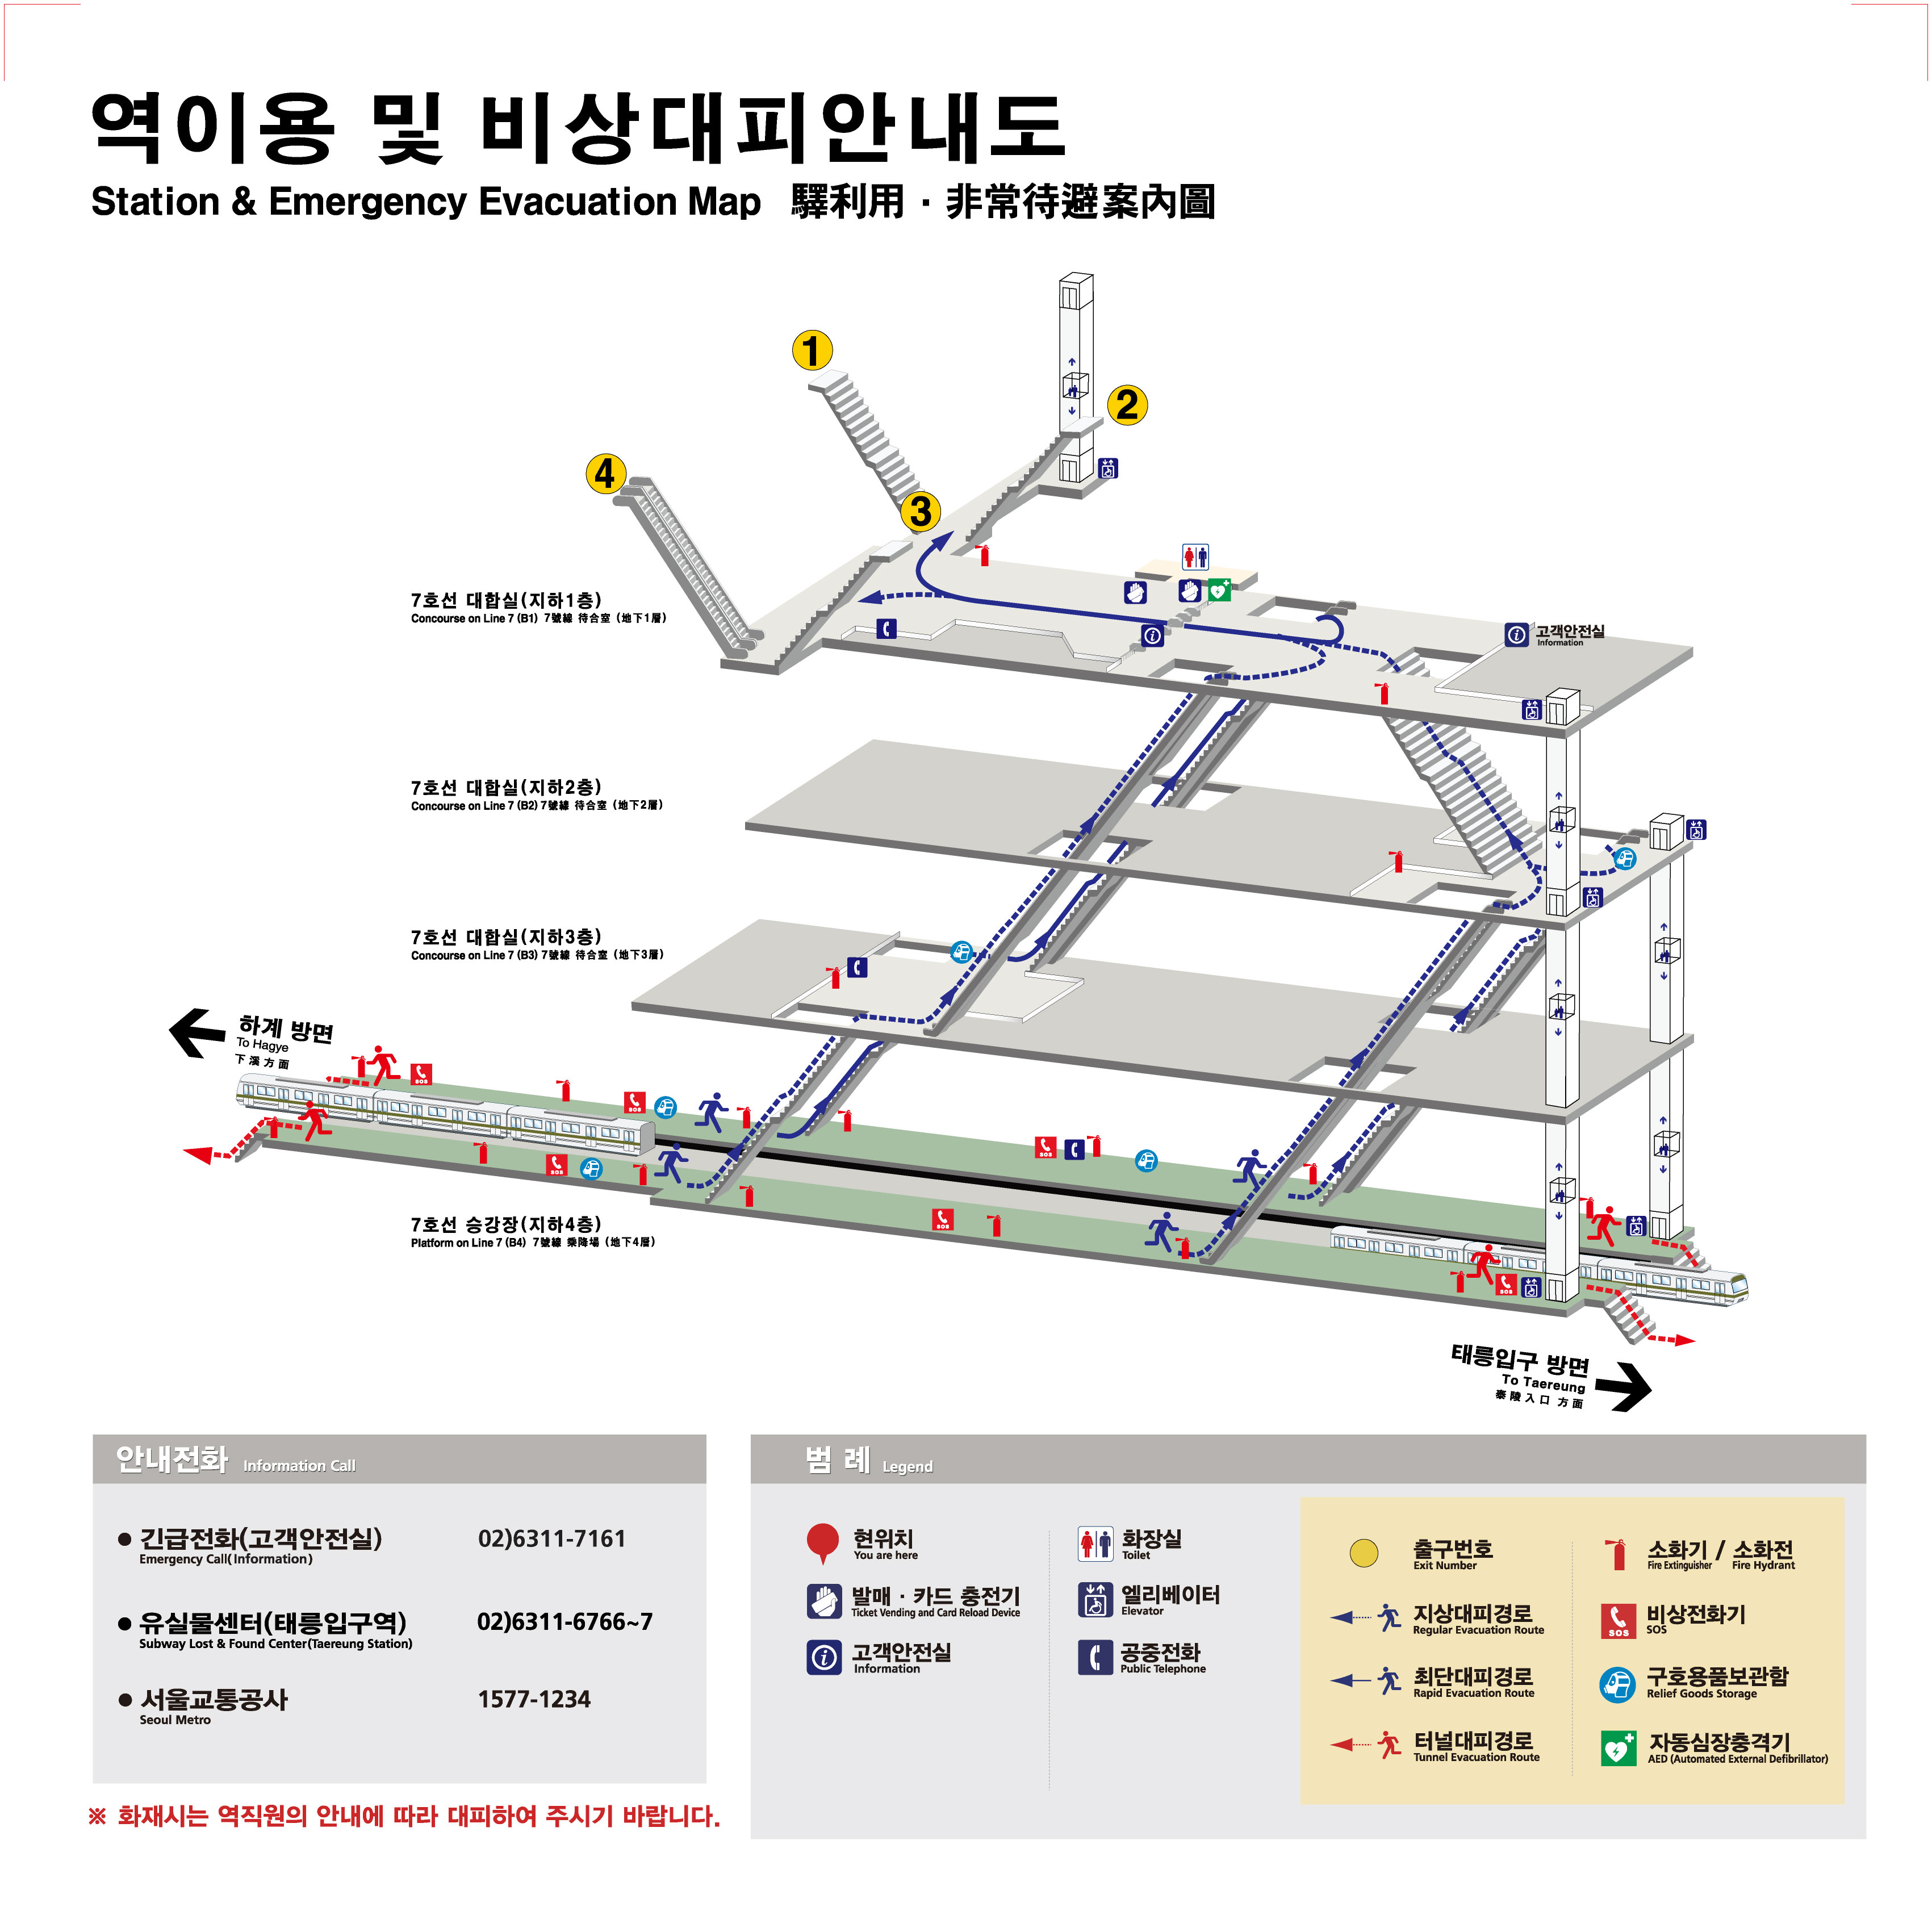 역이용 및 비상대피안내도
Station & Emergency Evacuation Map 驛利用 · 非常待避案內圖
1
2
4
3
7호선 대합실(지하1층)
Concourse on Line 7 (B1) 7號線 待合室 (地下1層)
고객안전실
Information
7호선 대합실(지하2층)
Concourse on Line 7 (B2) 7號線 待合室 (地下2層)
7호선 대합실(지하3층)
Concourse on Line 7 (B3) 7號線 待合室 (地下3層)
하계 방면
To Hagye
下溪方面
SOS
SOS
SOS
SOS
SOS
SOS
7호선 승강장(지하4층)
Platform on Line 7 (B4) 7號線 乘降場 (地下4層)
태릉입구 방면
To Taereung
泰陵入口 方面
안내전화 Information Call
긴급전화(고객안전실) 02)6311-7161
Emergency Call(Information)
유실물센터(태릉입구역) 02)6311-6766~7
Subway Lost & Found Center(Taereung Station)
서울교통공사 1577-1234
Seoul Metro
※ 화재시는 역직원의 안내에 따라 대피하여 주시기 바랍니다.
범 례 Legend
현위치
You are here
발매 · 카드 충전기
Ticket Vending and Card Reload Device
고객안전실
Information
화장실
Toilet
엘리베이터
Elevator
공중전화
Public Telephone
출구번호
Exit Number
지상대피경로
Regular Evacuation Route
최단대피경로
Rapid Evacuation Route
터널대피경로
Tunnel Evacuation Route
소화기 / 소화전
Fire Extinguisher Fire Hydrant
SOS
비상전화기
SOS
구호용품보관함
Relief Goods Storage
자동심장충격기
AED (Automated External Defibrillator)